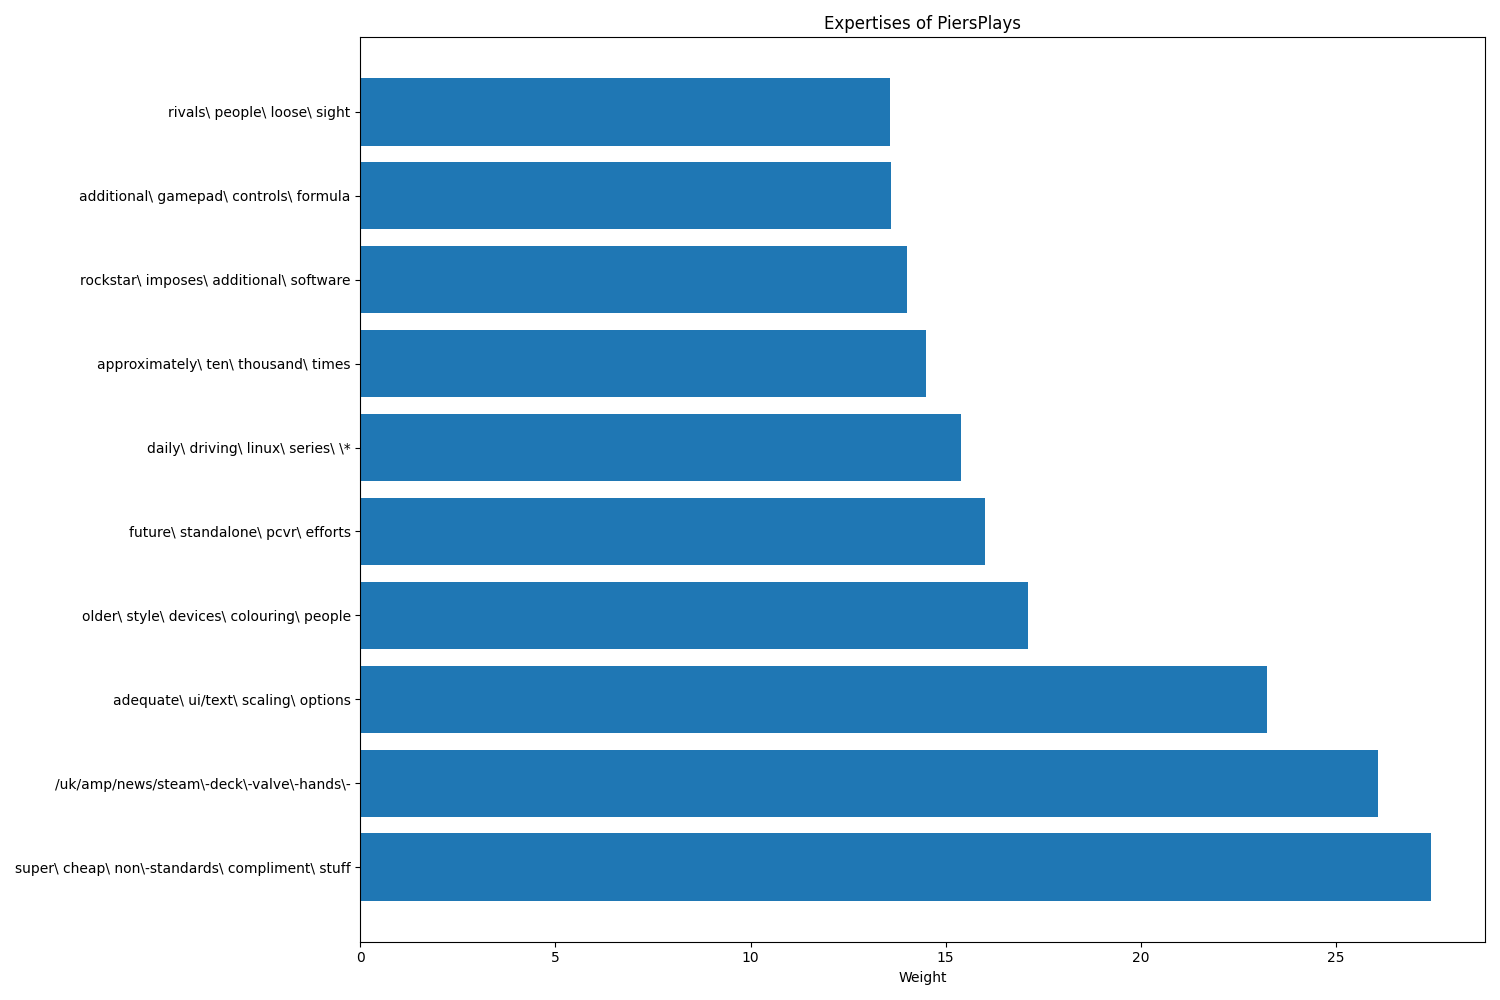 Expertises of PiersPlays
rivals\ people\ loose\ sight
additional\ gamepad\ controls\ formula
rockstar\ imposes\ additional\ software
approximately\ ten\ thousand\ times
daily\ driving\ linux\ series\ \*
future\ standalone\ pcvr\ efforts
older\ style\ devices\ colouring\ people
adequate\ ui/text\ scaling\ options
/uk/amp/news/steam\-deck\-valve\-hands\-
super\ cheap\ non\-standards\ compliment\ stuff
0 5 10 15 20 25
Weight